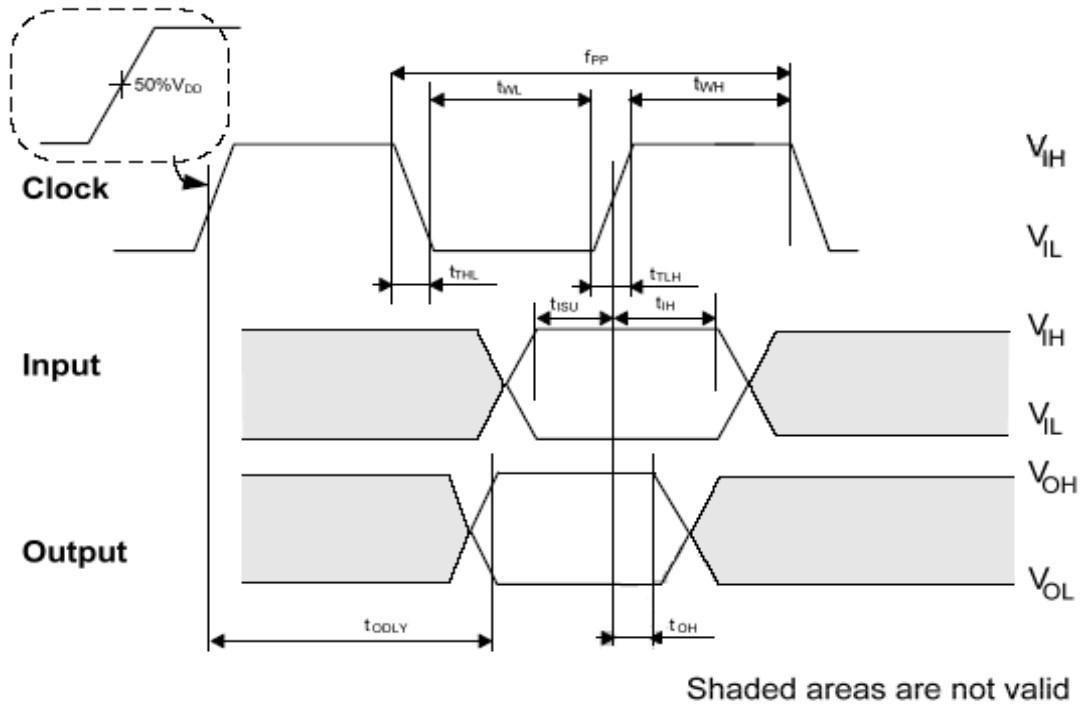 50%VDD
fPP
tWL
tWH
VIH
Clock
VIL
tTHL
tTLH
tISU
tIH
VIH
Input
VIL
VOH
Output
VOL
tODLY
tOH
Shaded areas are not valid